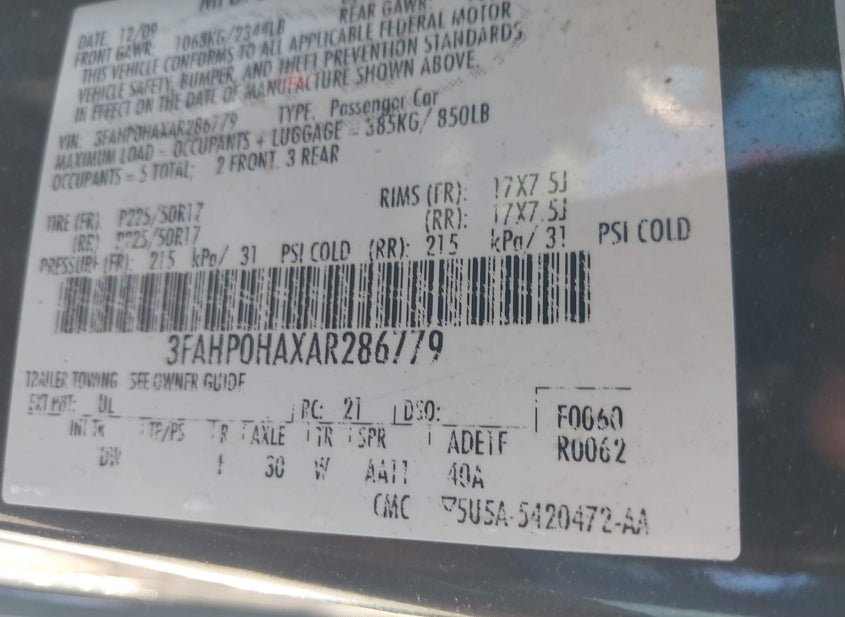 DATE: 12/09
REAR GAWR:
FRONT GAWR: 1063KG/2344LB
THIS VEHICLE CONFORMS TO ALL APPLICABLE FEDERAL MOTOR
VEHICLE SAFETY, BUMPER, AND THEFT PREVENTION STANDARDS
IN EFFECT ON THE DATE OF MANUFACTURE SHOWN ABOVE.
VIN: 3FAHP0HAXAR286779 TYPE: Passenger Car
MAXIMUM LOAD = OCCUPANTS + LUGGAGE = 385KG/ 850LB
OCCUPANTS = 5 TOTAL; 2 FRONT, 3 REAR
TIRE (FR): P225/50R17 RIMS (FR): 17X7.5J
(RR) P225/50R17 (RR): 17X7.5J
PRESSURE (FR): 215 kPa/ 31 PSI COLD (RR): 215 kPa/ 31 PSI COLD
3FAHP0HAXAR286779
TRAILER TOWING - SEE OWNER GUIDE
EXT PNT: UL RC: 21 DSO: F0060
INT TR TP/PS R AXLE TR SPR ADETF R0062
DW 30 W AATT 40A
CMC 5U5A-5420472-AA